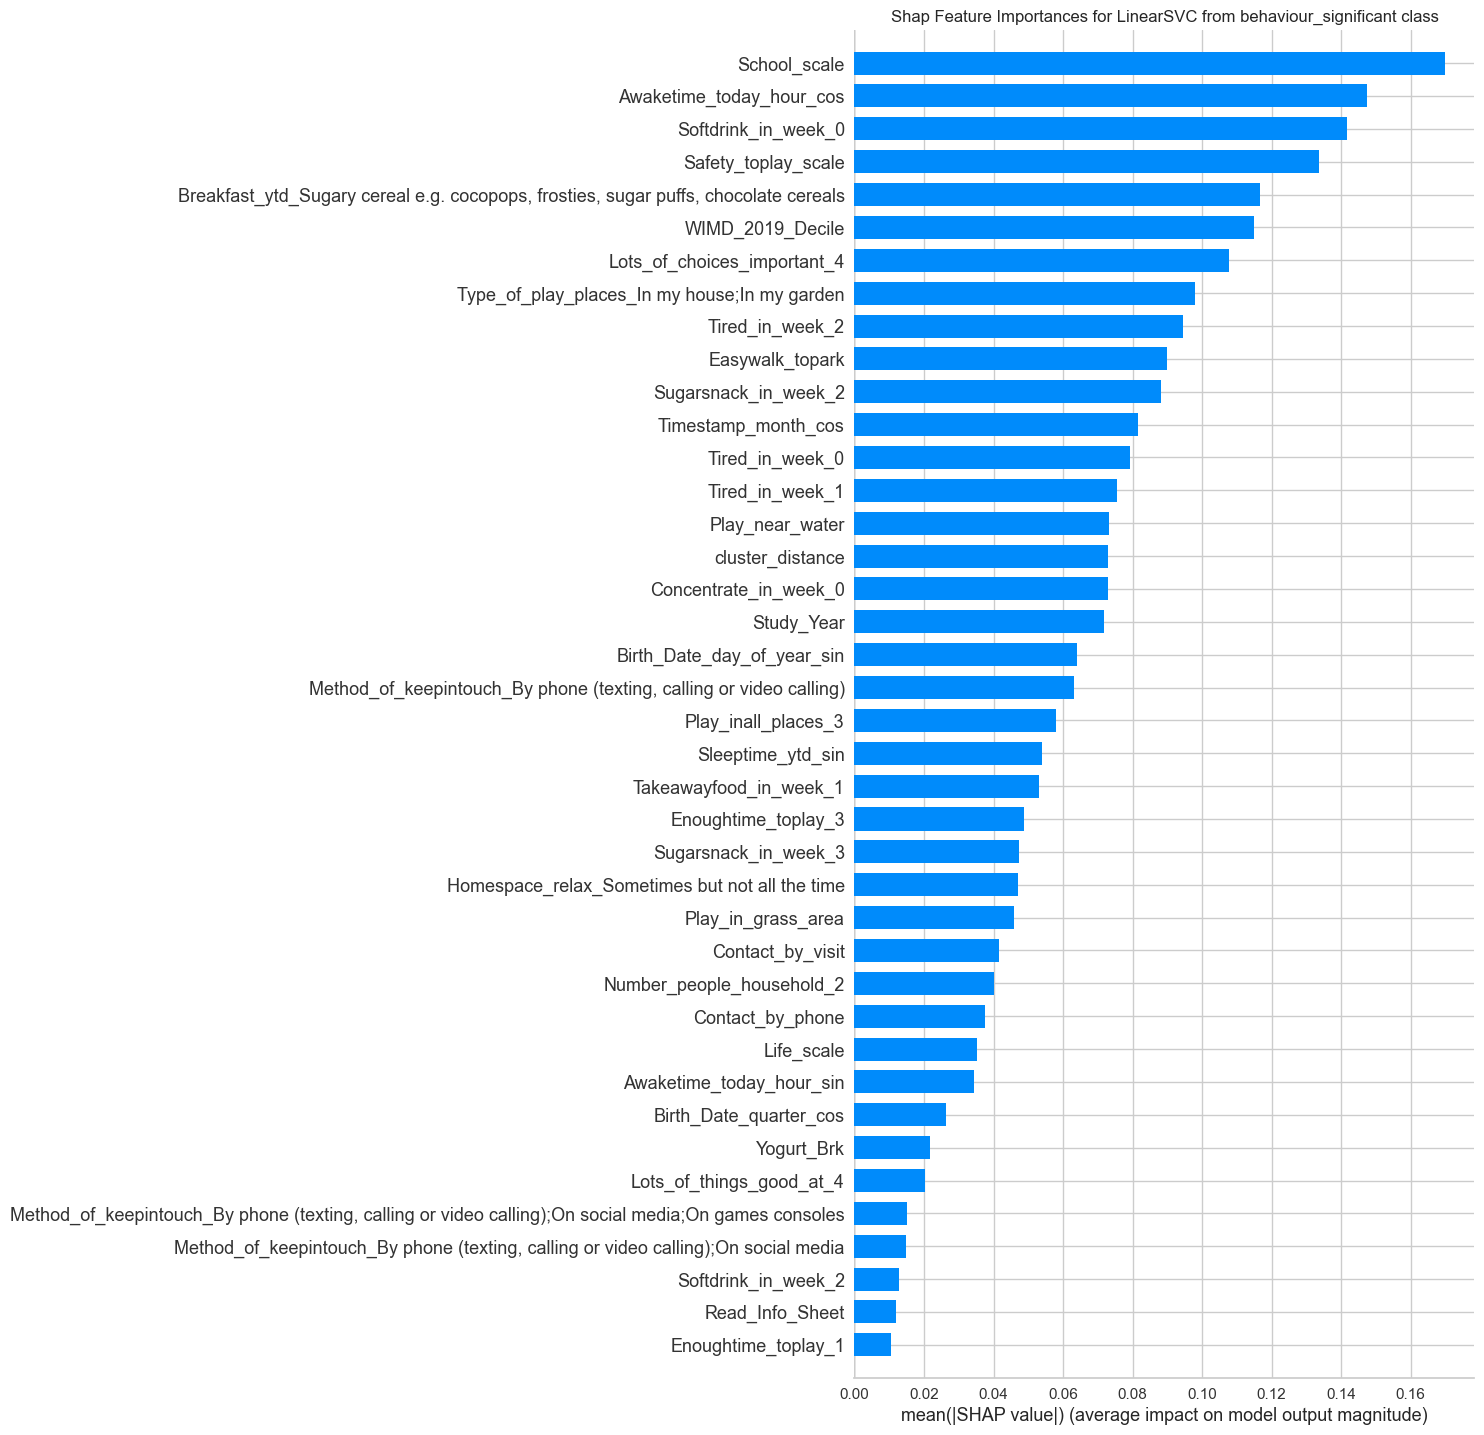 Shap Feature Importances for LinearSVC from behaviour_significant class
School_scale
Awaketime_today_hour_cos
Softdrink_in_week_0
Safety_toplay_scale
Breakfast_ytd_Sugary cereal e.g. cocopops, frosties, sugar puffs, chocolate cereals
WIMD_2019_Decile
Lots_of_choices_important_4
Type_of_play_places_In my house;In my garden
Tired_in_week_2
Easywalk_topark
Sugarsnack_in_week_2
Timestamp_month_cos
Tired_in_week_0
Tired_in_week_1
Play_near_water
cluster_distance
Concentrate_in_week_0
Study_Year
Birth_Date_day_of_year_sin
Method_of_keepintouch_By phone (texting, calling or video calling)
Play_inall_places_3
Sleeptime_ytd_sin
Takeawayfood_in_week_1
Enoughtime_toplay_3
Sugarsnack_in_week_3
Homespace_relax_Sometimes but not all the time
Play_in_grass_area
Contact_by_visit
Number_people_household_2
Contact_by_phone
Life_scale
Awaketime_today_hour_sin
Birth_Date_quarter_cos
Yogurt_Brk
Lots_of_things_good_at_4
Method_of_keepintouch_By phone (texting, calling or video calling);On social media;On games consoles
Method_of_keepintouch_By phone (texting, calling or video calling);On social media
Softdrink_in_week_2
Read_Info_Sheet
Enoughtime_toplay_1
0.00 0.02 0.04 0.06 0.08 0.10 0.12 0.14 0.16
mean(|SHAP value|) (average impact on model output magnitude)